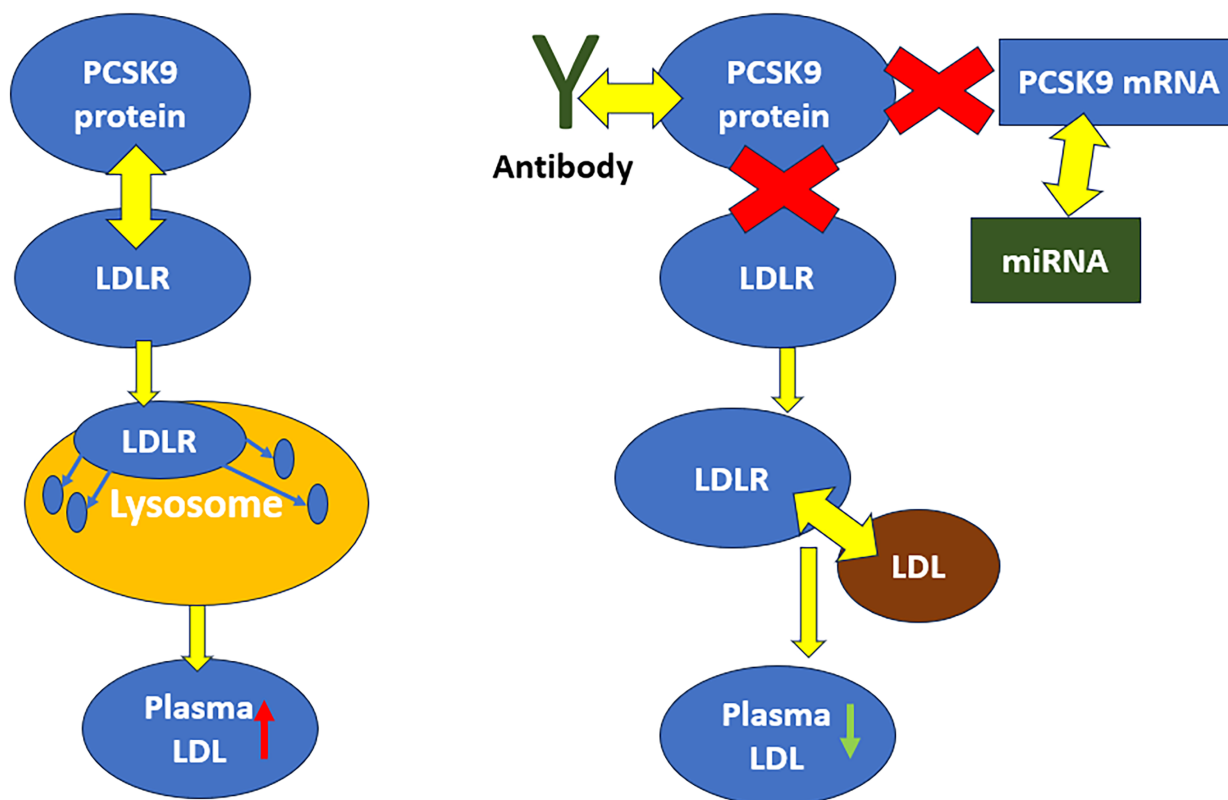 PCSK9
protein
LDLR
LDLR
Lysosome
Plasma
LDL
Antibody
PCSK9
protein
PCSK9 mRNA
miRNA
LDLR
LDLR
LDL
Plasma
LDL